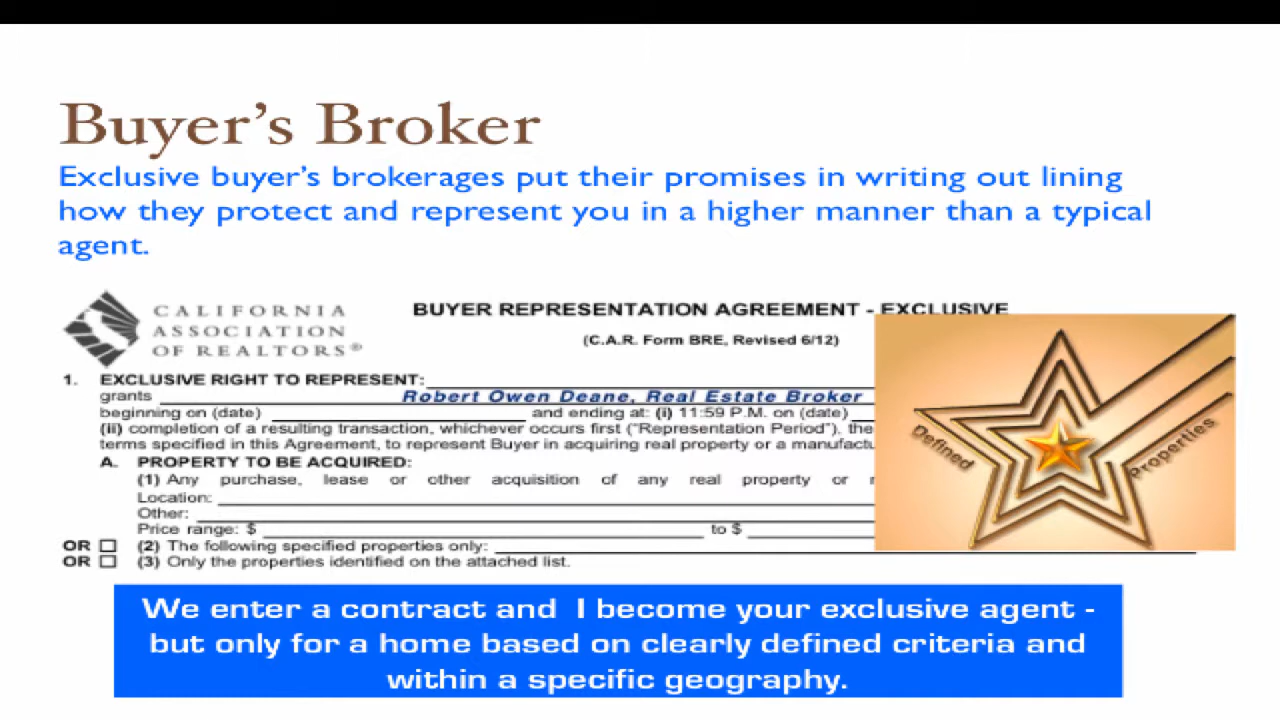 Buyer's Broker
Exclusive buyer's brokerages put their promises in writing out lining
how they protect and represent you in a higher manner than a typical
agent.
CALIFORNIA
ASSOCIATION
OF REALTORS®
BUYER REPRESENTATION AGREEMENT - EXCLUSIVE
(C.A.R. Form BRE, Revised 6/12)
1. EXCLUSIVE RIGHT TO REPRESENT:
grants Robert Owen Deane, Real Estate Broker
beginning on (date) and ending at: (i) 11:59 P.M. on (date)
(ii) completion of a resulting transaction, whichever occurs first ("Representation Period"), the
terms specified in this Agreement, to represent Buyer in acquiring real property or a
A. PROPERTY TO BE ACQUIRED:
(1) Any purchase, lease or other acquisition of any real property or
Location:
Other:
Price range: $ to $
OR (2) The following specified properties only:
OR (3) Only the properties identified on the attached list.
Defined
Properties
We enter a contract and I become your exclusive agent -
but only for a home based on clearly defined criteria and
within a specific geography.